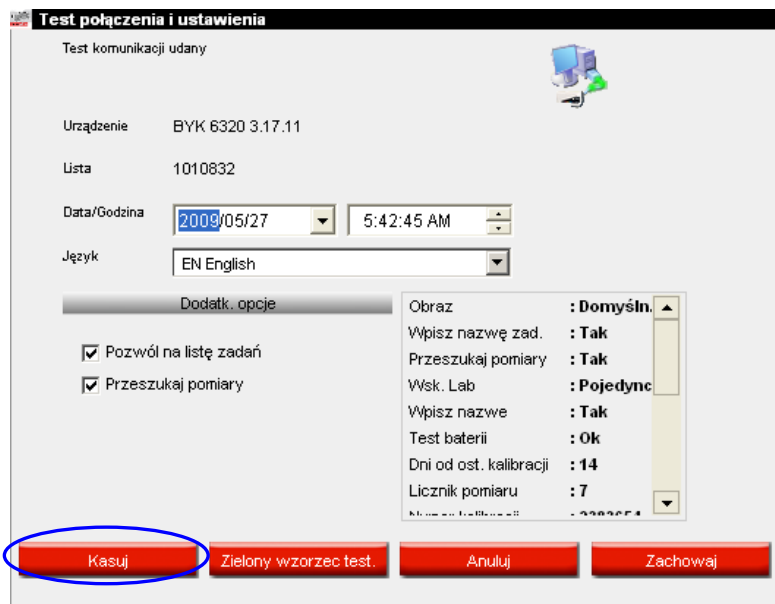 Test połączenia i ustawienia
Test komunikacji udany
Urządzenie BYK 6320 3.17.11
Lista 1010832
Data/Godzina 2009/05/27 5:42:45 AM
Język EN English
Dodatk. opcje
Pozwól na listę zadań
Przeszukaj pomiary
Obraz : Domyśln.
Wpisz nazwę zad. : Tak
Przeszukaj pomiary : Tak
Wsk. Lab : Pojedync
Wpisz nazwe : Tak
Test baterii : Ok
Dni od ost. kalibracji : 14
Licznik pomiaru : 7
Kasuj Zielony wzorzec test. Anuluj Zachowaj